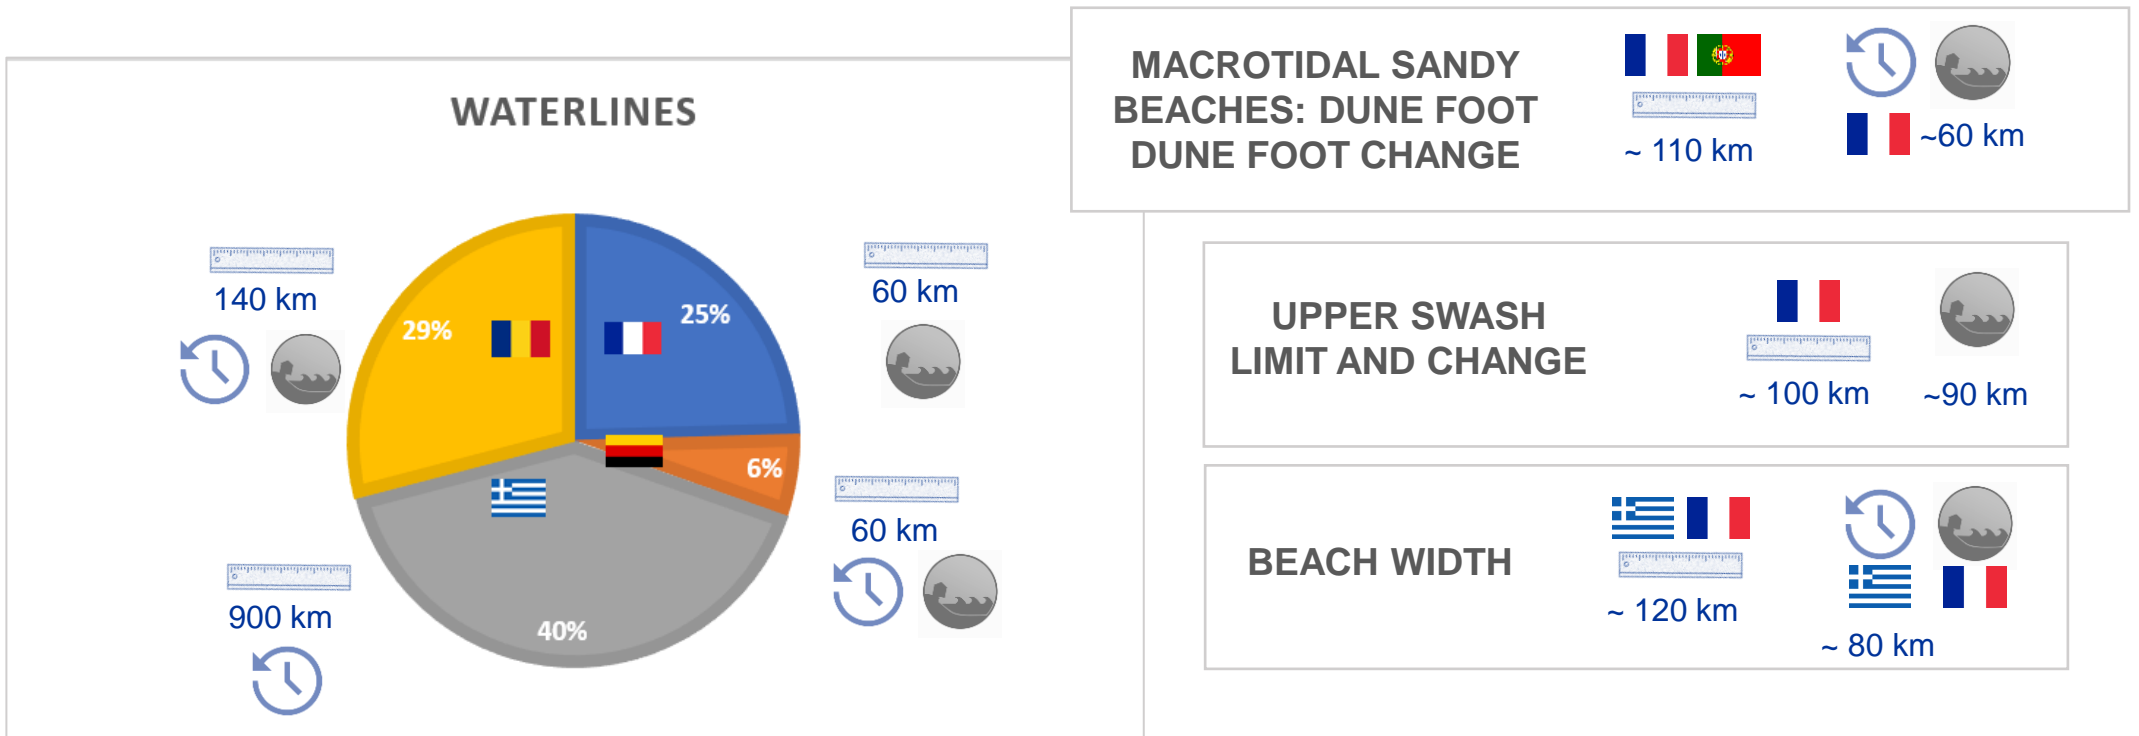 WATERLINES
140 km
29%
25%
60 km
6%
60 km
900 km
40%
MACROTIDAL SANDY
BEACHES: DUNE FOOT
DUNE FOOT CHANGE
~ 110 km
~60 km
UPPER SWASH
LIMIT AND CHANGE
~ 100 km
~90 km
BEACH WIDTH
~ 120 km
~ 80 km